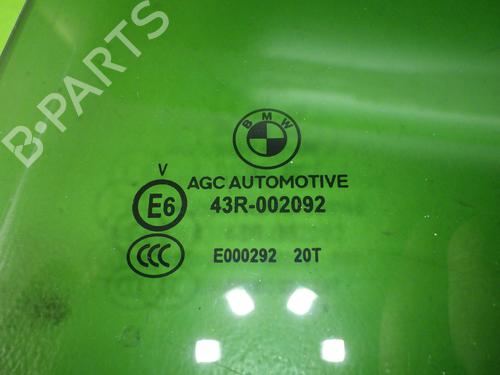 B-PARTS
BMW
AGC AUTOMOTIVE
V
E6 43R-002092
CCC E000292 20T